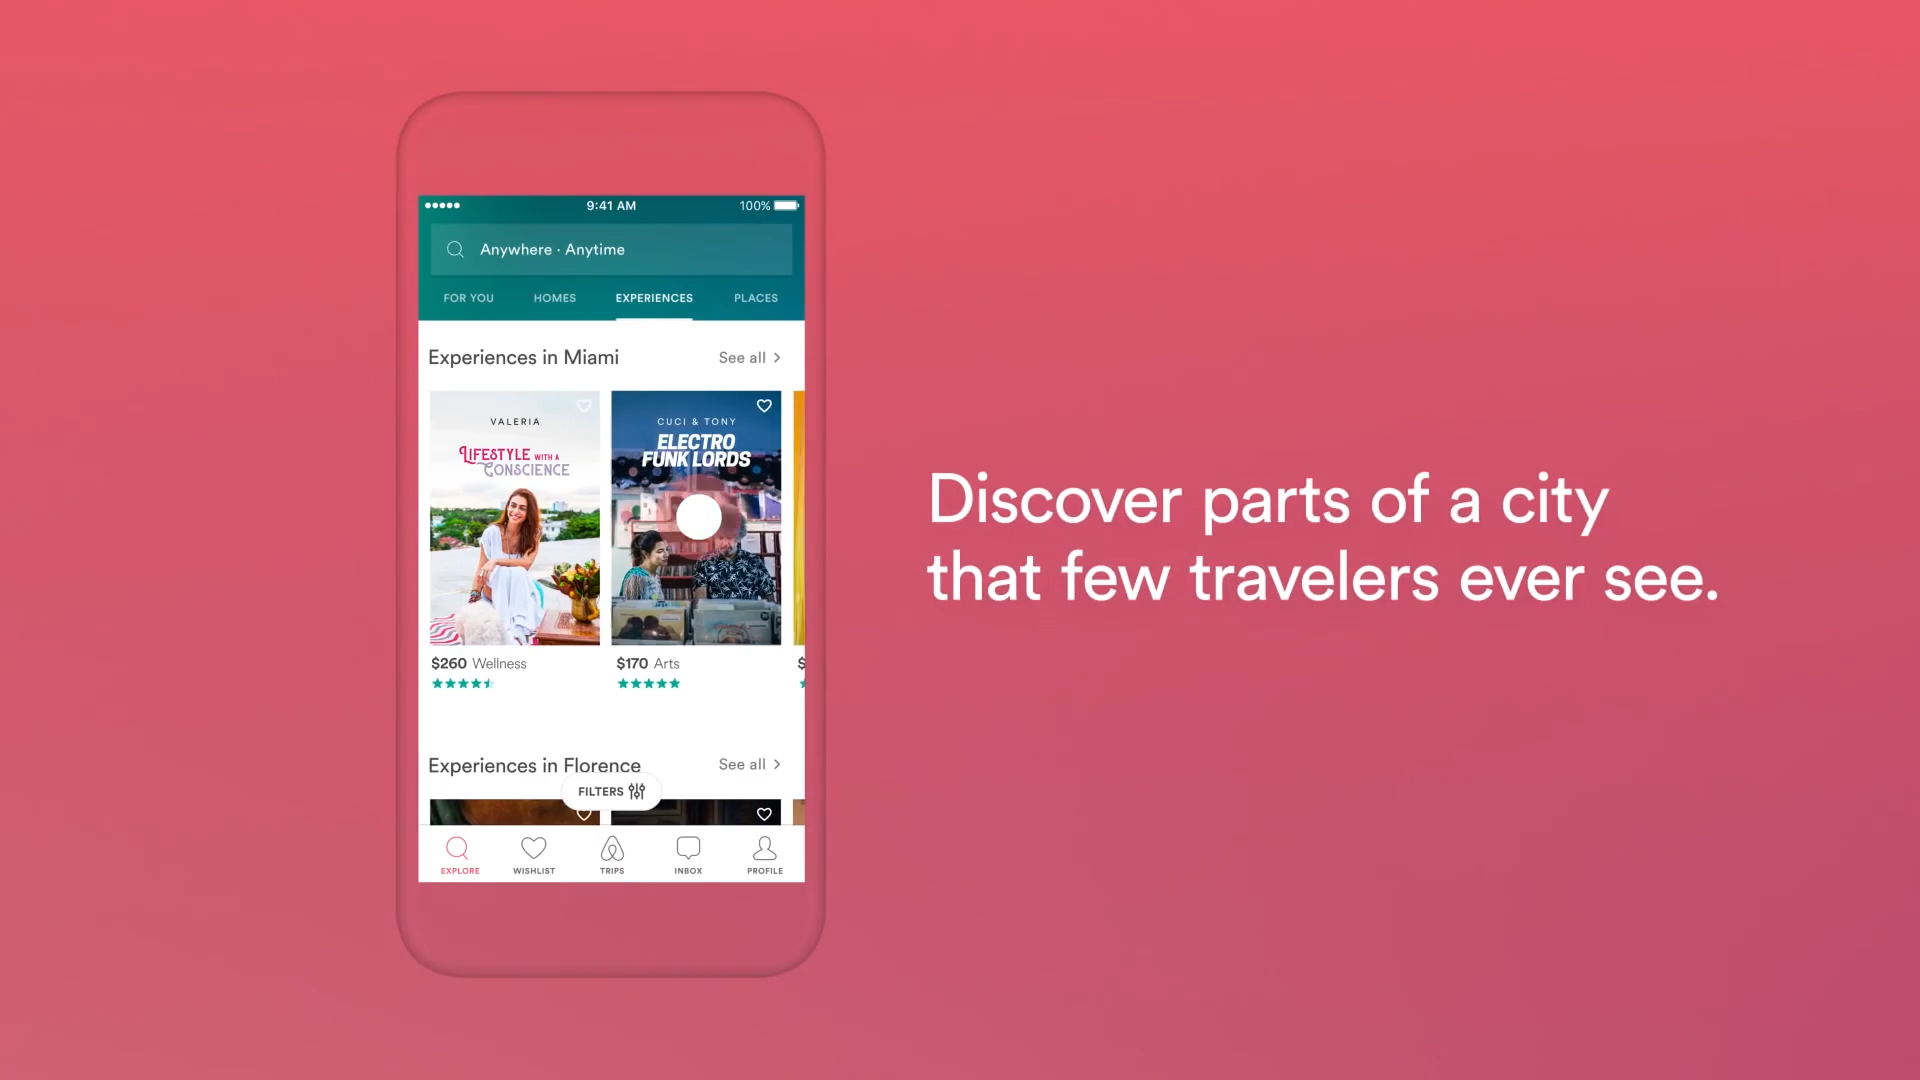 9:41 AM
100%
Anywhere · Anytime
FOR YOU
HOMES
EXPERIENCES
PLACES
Experiences in Miami
See all
VALERIA
LIFESTYLE WITH A
CONSCIENCE
CUCI & TONY
ELECTRO
FUNK LORDS
$260 Wellness
$170 Arts
$
Experiences in Florence
See all
FILTERS
EXPLORE
WISHLIST
TRIPS
INBOX
PROFILE
Discover parts of a city
that few travelers ever see.